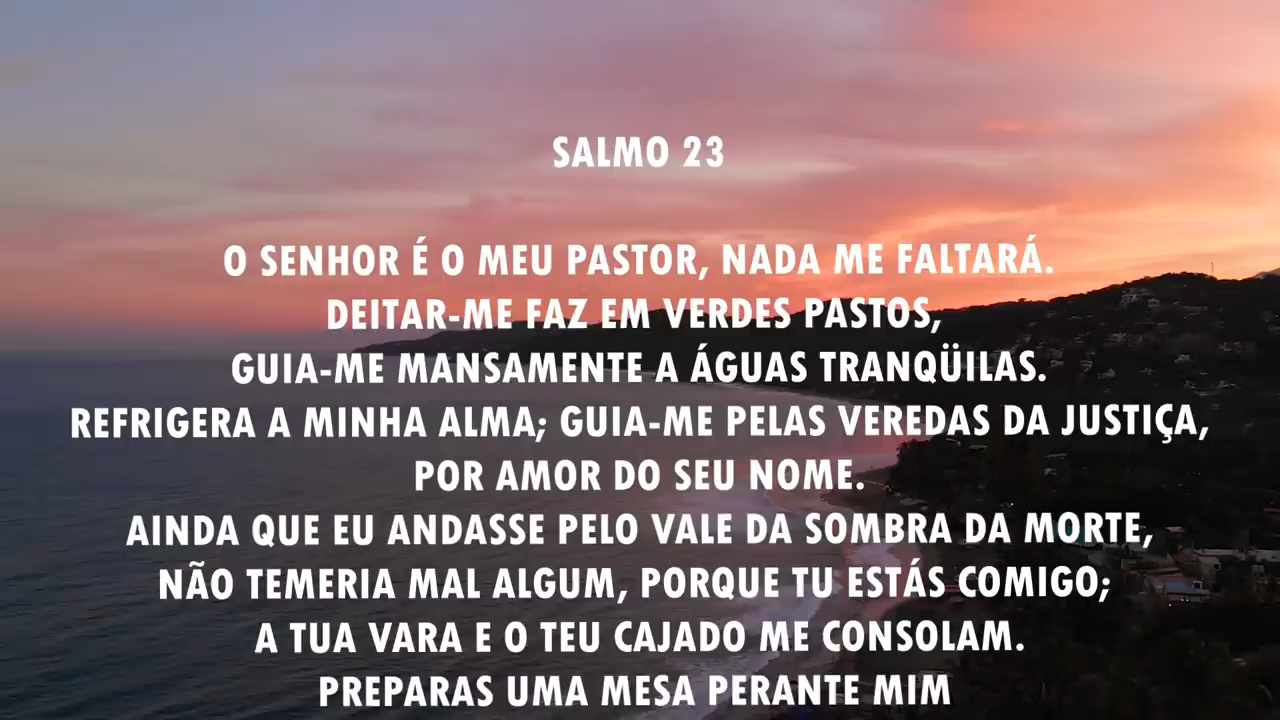 SALMO 23
O SENHOR É O MEU PASTOR, NADA ME FALTARÁ.
DEITAR-ME FAZ EM VERDES PASTOS,
GUIA-ME MANSAMENTE A ÁGUAS TRANQÜILAS.
REFRIGERA A MINHA ALMA; GUIA-ME PELAS VEREDAS DA JUSTIÇA,
POR AMOR DO SEU NOME.
AINDA QUE EU ANDASSE PELO VALE DA SOMBRA DA MORTE,
NÃO TEMERIA MAL ALGUM, PORQUE TU ESTÁS COMIGO;
A TUA VARA E O TEU CAJADO ME CONSOLAM.
PREPARAS UMA MESA PERANTE MIM